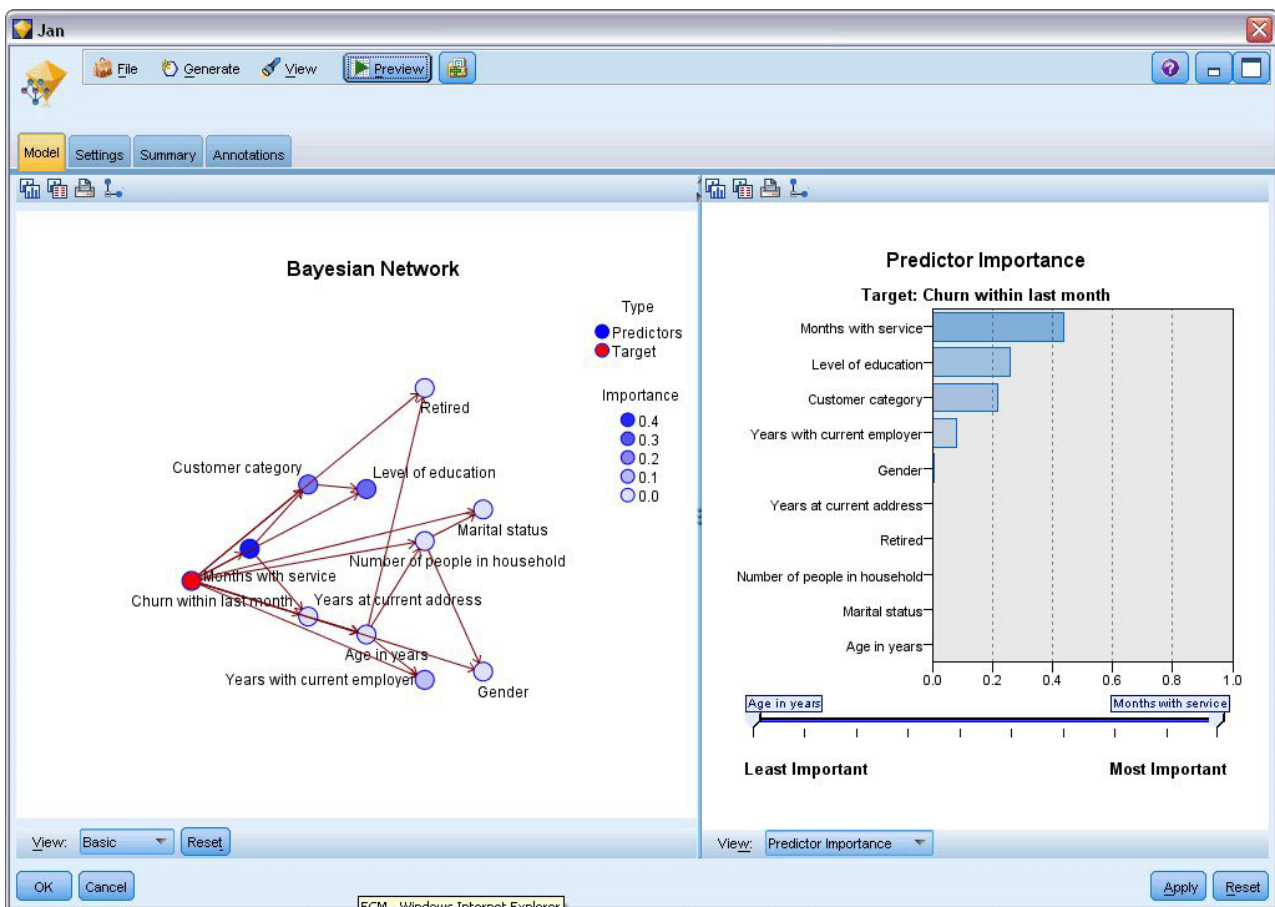 Jan
File Generate View Preview
Model Settings Summary Annotations
Bayesian Network
Type
Predictors
Target
Importance
0.4
0.3
0.2
0.1
0.0
Retired
Customer category
Level of education
Marital status
Number of people in household
Months with service
Churn within last month
Years at current address
Age in years
Years with current employer
Gender
View: Basic Reset
Predictor Importance
Target: Churn within last month
Months with service
Level of education
Customer category
Years with current employer
Gender
Years at current address
Retired
Number of people in household
Marital status
Age in years
0.0 0.2 0.4 0.6 0.8 1.0
Age in years Months with service
Least Important Most Important
View: Predictor Importance
OK Cancel Apply Reset
ECM - Windows Internet Explorer